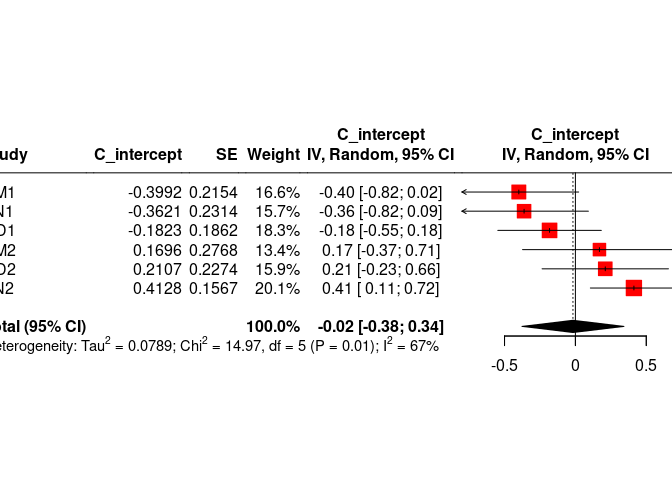 C_intercept C_intercept
udy C_intercept SE Weight IV, Random, 95% CI IV, Random, 95% CI
M1 -0.3992 0.2154 16.6% -0.40 [-0.82; 0.02]
N1 -0.3621 0.2314 15.7% -0.36 [-0.82; 0.09]
O1 -0.1823 0.1862 18.3% -0.18 [-0.55; 0.18]
M2 0.1696 0.2768 13.4% 0.17 [-0.37; 0.71]
O2 0.2107 0.2274 15.9% 0.21 [-0.23; 0.66]
N2 0.4128 0.1567 20.1% 0.41 [ 0.11; 0.72]
otal (95% CI) 100.0% -0.02 [-0.38; 0.34]
eterogeneity: Tau² = 0.0789; Chi² = 14.97, df = 5 (P = 0.01); I² = 67%
-0.5 0 0.5